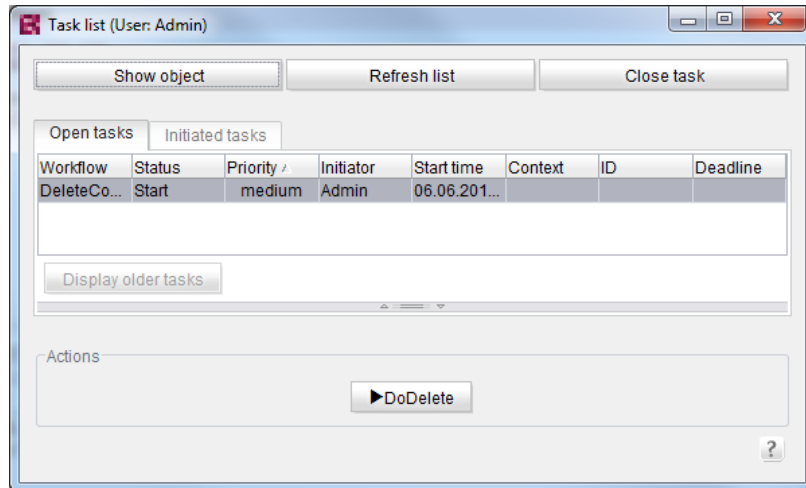 Task list (User: Admin)
Show object Refresh list Close task
Open tasks Initiated tasks
Workflow Status Priority Initiator Start time Context ID Deadline
DeleteCo... Start medium Admin 06.06.201...
Display older tasks
Actions
DoDelete
?